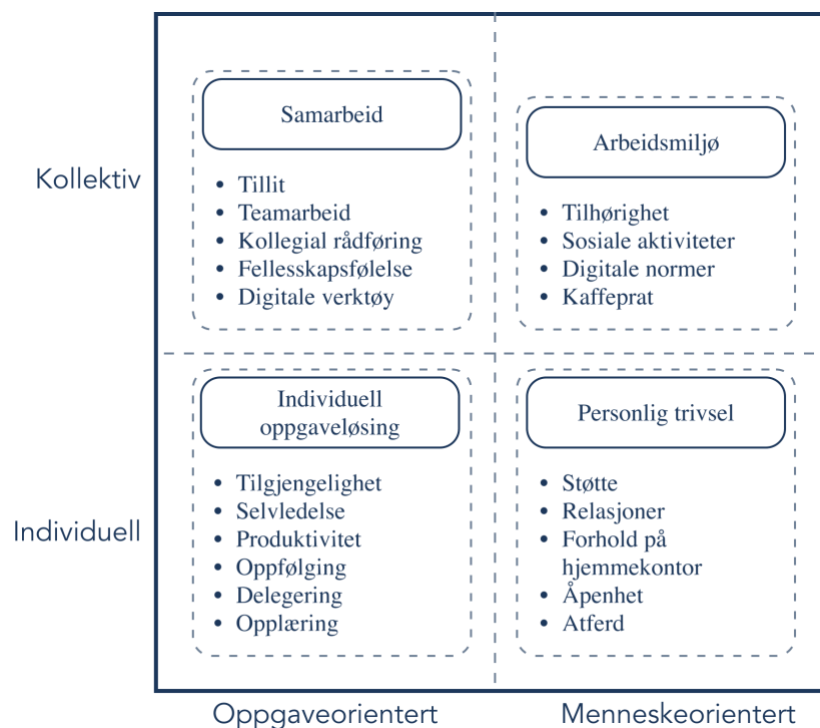 Kollektiv
Samarbeid
• Tillit
• Teamarbeid
• Kollegial rådføring
• Fellesskapsfølelse
• Digitale verktøy
Arbeidsmiljø
• Tilhørighet
• Sosiale aktiviteter
• Digitale normer
• Kaffeprat
Individuell
Individuell
oppgaveløsing
• Tilgjengelighet
• Selvledelse
• Produktivitet
• Oppfølging
• Delegering
• Opplæring
Personlig trivsel
• Støtte
• Relasjoner
• Forhold på
hjemmekontor
• Åpenhet
• Atferd
Oppgaveorientert
Menneskeorientert